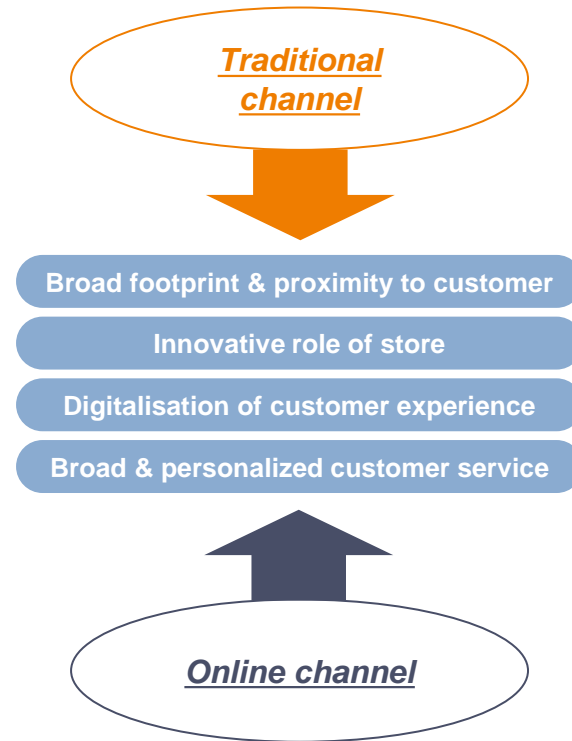 Traditional
channel
Broad footprint & proximity to customer
Innovative role of store
Digitalisation of customer experience
Broad & personalized customer service
Online channel